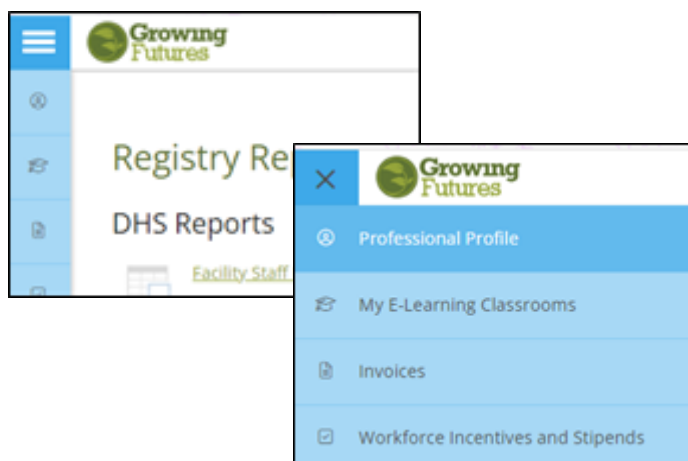 Growing
Futures
Registry Re
DHS Reports
Facility Staff
Growing
Futures
Professional Profile
My E-Learning Classrooms
Invoices
Workforce Incentives and Stipends